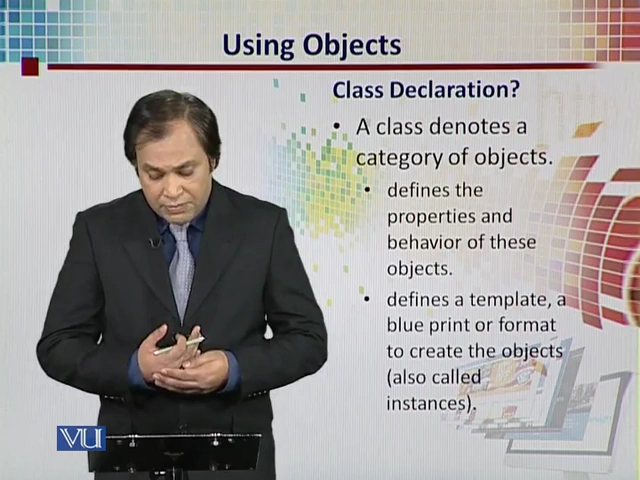 Using Objects
Class Declaration?
• A class denotes a
category of objects.
• defines the
properties and
behavior of these
objects.
• defines a template, a
blue print or format
to create the objects
(also called
instances).
VU